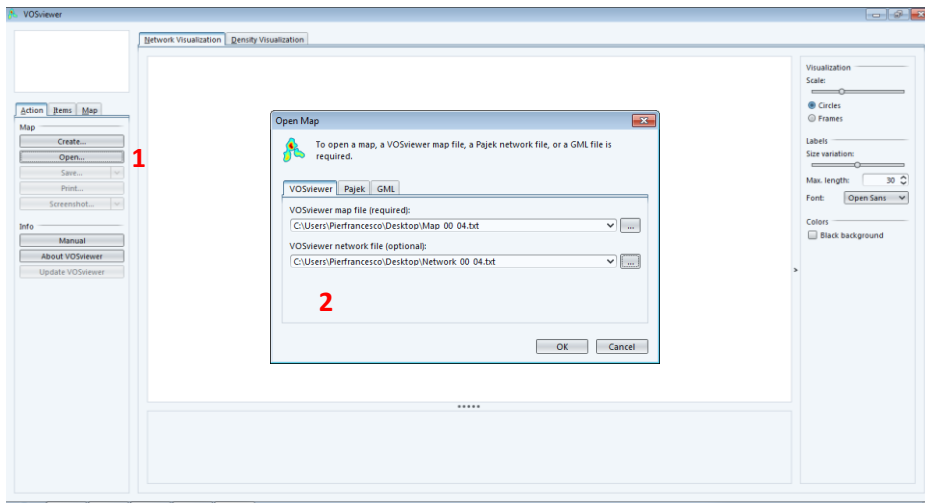 VOSviewer
Network Visualization Density Visualization
Action Items Map
Map
Create...
Open...
1
Save...
Print...
Screenshot...
Info
Manual
About VOSviewer
Update VOSviewer
Open Map
To open a map, a VOSviewer map file, a Pajek network file, or a GML file is
required.
VOSviewer Pajek GML
VOSviewer map file (required):
C:\Users\Pierfrancesco\Desktop\Map 00 04.txt
...
VOSviewer network file (optional):
C:\Users\Pierfrancesco\Desktop\Network 00 04.txt
...
2
OK Cancel
Visualization
Scale:
Circles
Frames
Labels
Size variation:
Max. length: 30
Font: Open Sans
Colors
Black background